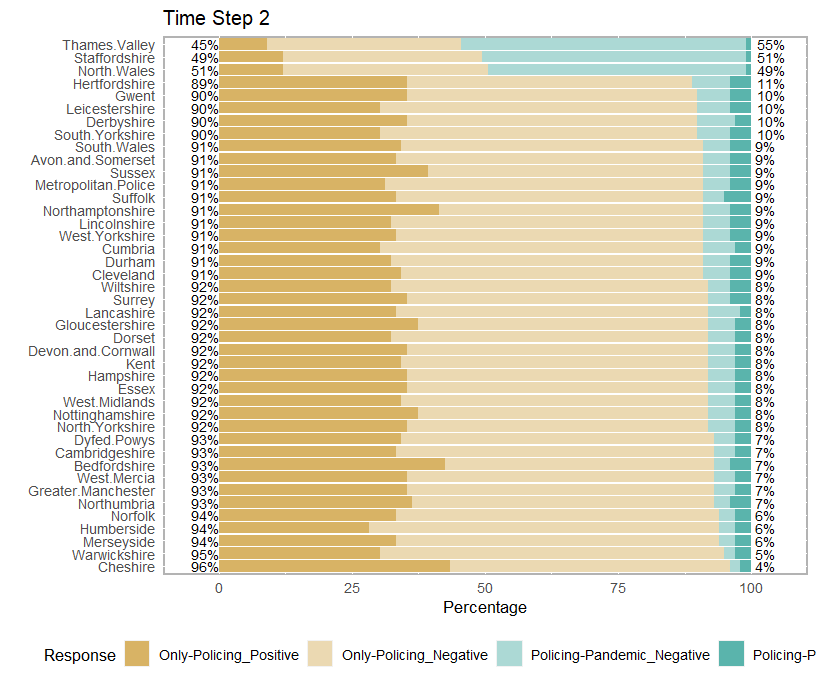 Time Step 2
Thames.Valley 45% 55%
Staffordshire 49% 51%
North.Wales 51% 49%
Hertfordshire 89% 11%
Gwent 90% 10%
Leicestershire 90% 10%
Derbyshire 90% 10%
South.Yorkshire 90% 10%
South.Wales 91% 9%
Avon.and.Somerset 91% 9%
Sussex 91% 9%
Metropolitan.Police 91% 9%
Suffolk 91% 9%
Northamptonshire 91% 9%
Lincolnshire 91% 9%
West.Yorkshire 91% 9%
Cumbria 91% 9%
Durham 91% 9%
Cleveland 91% 9%
Wiltshire 92% 8%
Surrey 92% 8%
Lancashire 92% 8%
Gloucestershire 92% 8%
Dorset 92% 8%
Devon.and.Cornwall 92% 8%
Kent 92% 8%
Hampshire 92% 8%
Essex 92% 8%
West.Midlands 92% 8%
Nottinghamshire 92% 8%
North.Yorkshire 92% 8%
Dyfed.Powys 93% 7%
Cambridgeshire 93% 7%
Bedfordshire 93% 7%
West.Mercia 93% 7%
Greater.Manchester 93% 7%
Northumbria 93% 7%
Norfolk 94% 6%
Humberside 94% 6%
Merseyside 94% 6%
Warwickshire 95% 5%
Cheshire 96% 4%
0 25 50 75 100
Percentage
Response Only-Policing_Positive Only-Policing_Negative Policing-Pandemic_Negative Policing-P